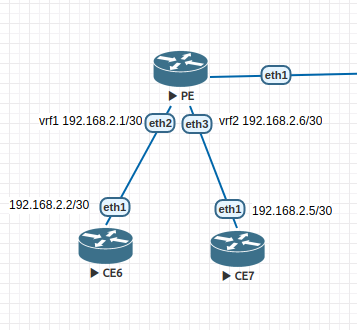 eth1
PE
vrf1 192.168.2.1/30
eth2
eth3
vrf2 192.168.2.6/30
192.168.2.2/30
eth1
eth1
192.168.2.5/30
CE6
CE7